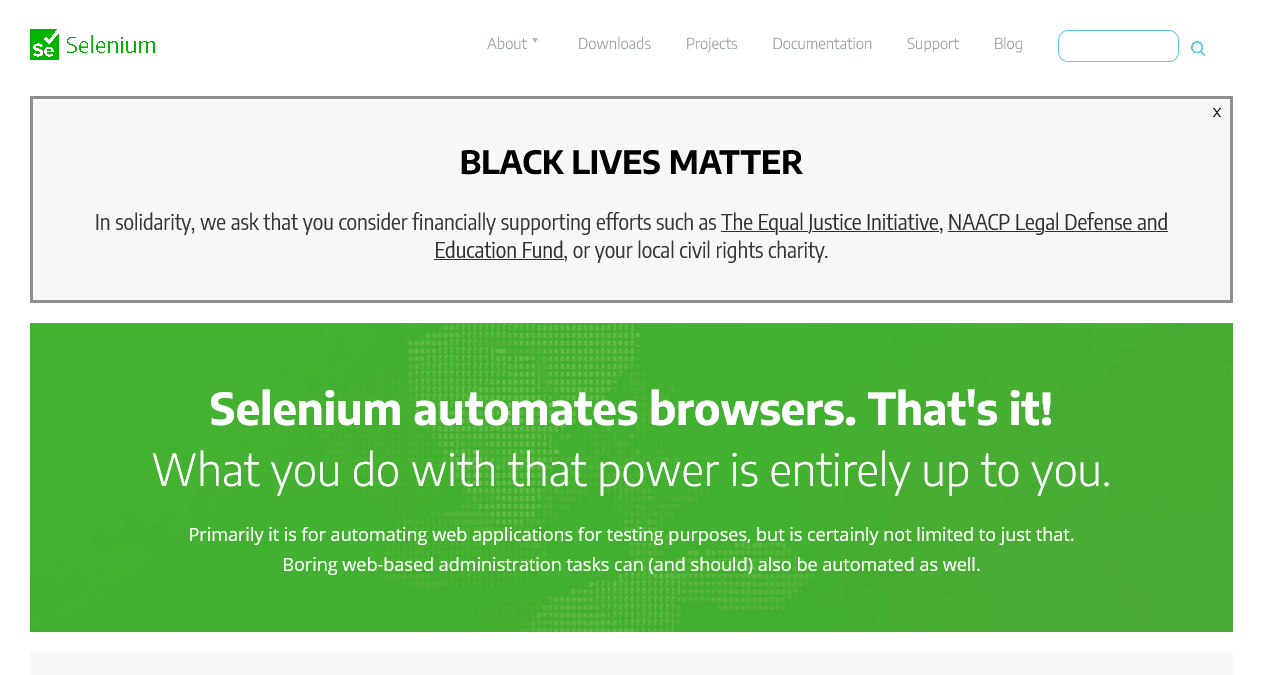 Se Selenium
About Downloads Projects Documentation Support Blog
X
BLACK LIVES MATTER
In solidarity, we ask that you consider financially supporting efforts such as The Equal Justice Initiative, NAACP Legal Defense and
Education Fund, or your local civil rights charity.
Selenium automates browsers. That's it!
What you do with that power is entirely up to you.
Primarily it is for automating web applications for testing purposes, but is certainly not limited to just that.
Boring web-based administration tasks can (and should) also be automated as well.